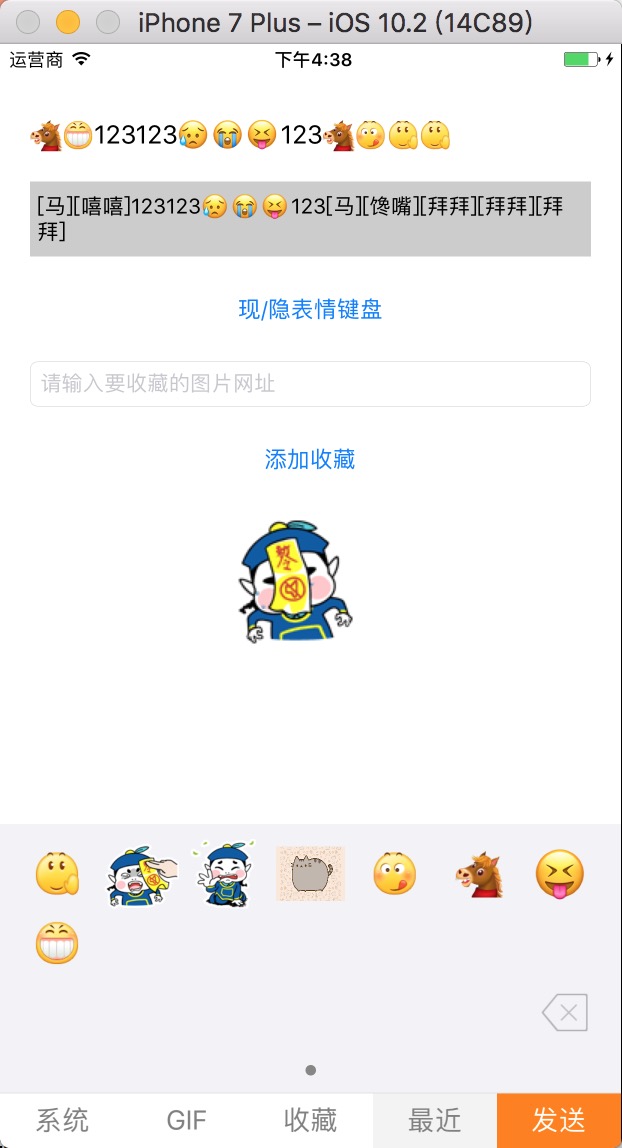 iPhone 7 Plus – iOS 10.2 (14C89)
运营商 下午4:38
🐴😁123123😥😭😝123🐴😋👋👋
[马][嘻嘻]123123😥😭😝123[马][馋嘴][拜拜][拜拜][拜
拜]
现/隐表情键盘
请输入要收藏的图片网址
添加收藏
系统 GIF 收藏 最近 发送